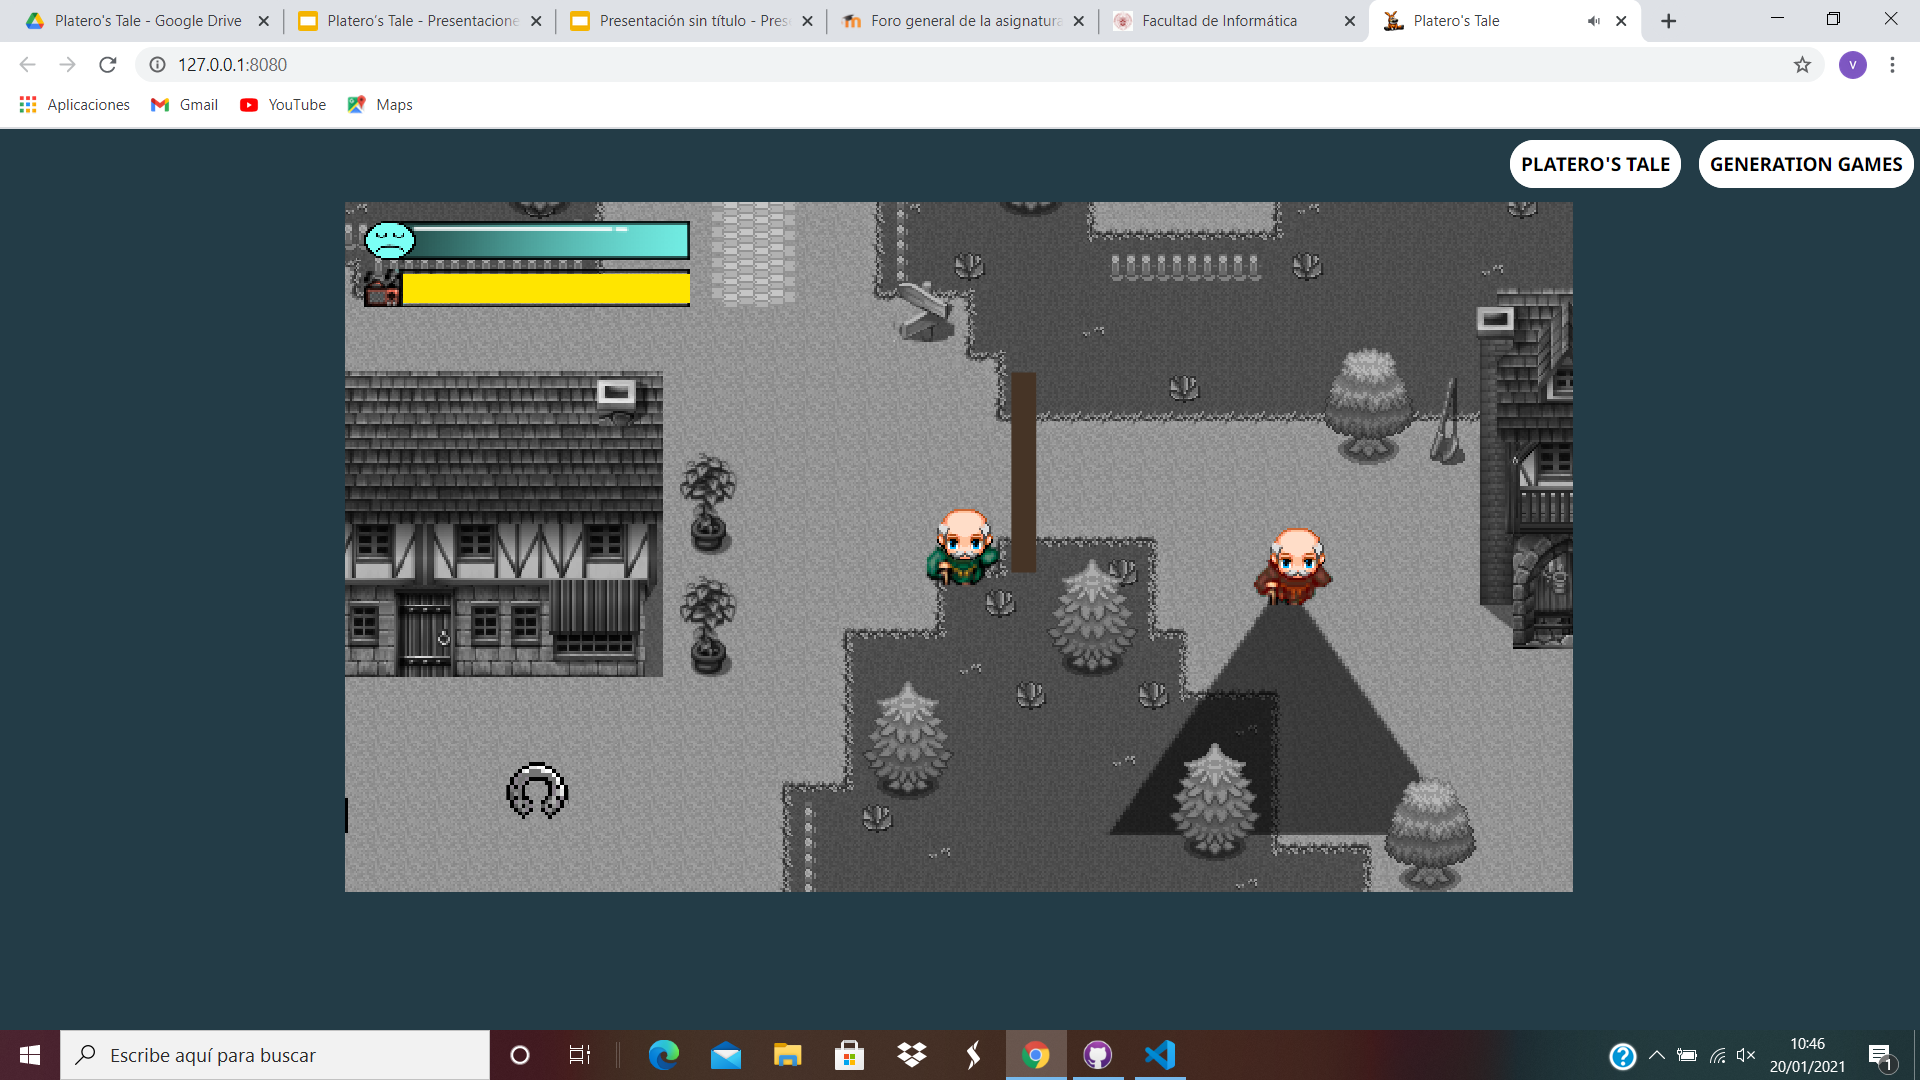 Platero's Tale - Google Drive
Platero's Tale - Presentacione
Presentación sin título - Pres
Foro general de la asignatura
Facultad de Informática
Platero's Tale
127.0.0.1:8080
V
Aplicaciones
Gmail
YouTube
Maps
PLATERO'S TALE
GENERATION GAMES
Escribe aquí para buscar
10:46
20/01/2021
1